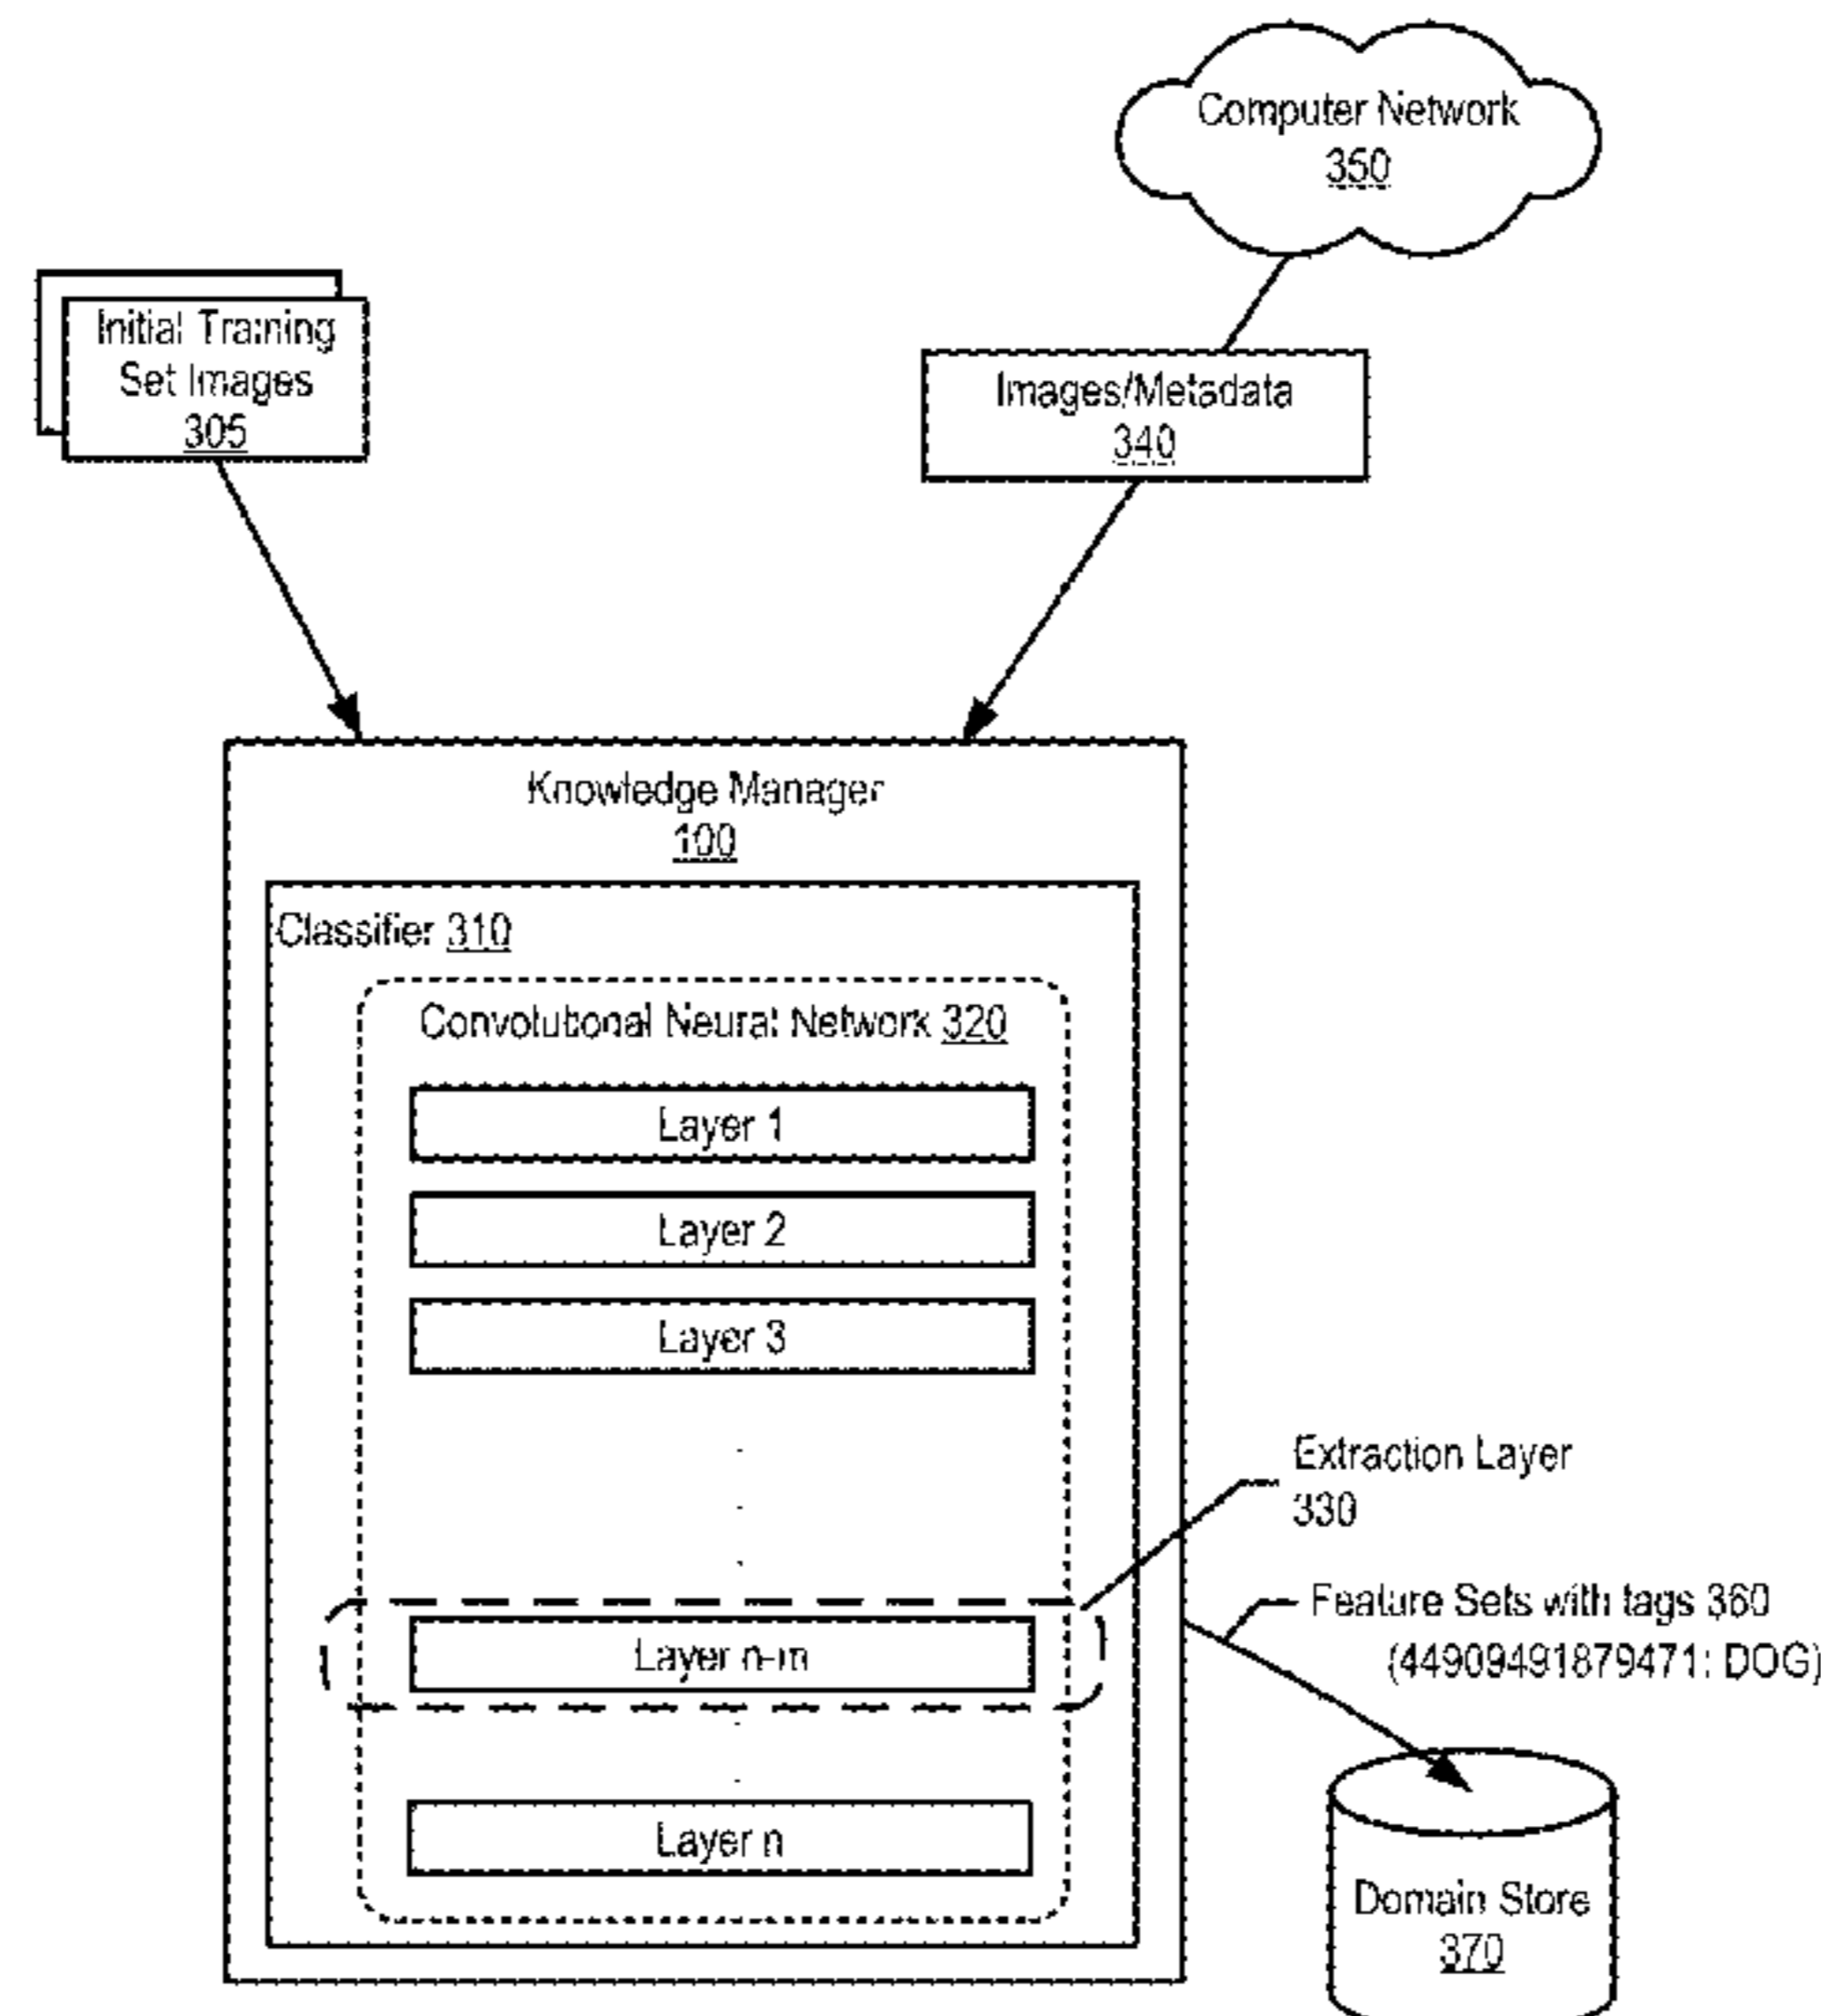 Computer Network
350
Initial Training
Set Images
305
Images/Metadata
340
Knowledge Manager
100
Classifier 310
Convolutional Neural Network 320
Layer 1
Layer 2
Layer 3
Extraction Layer
330
Feature Sets with tags 360
(44909491879471: DOG)
Layer n-m
Layer n
Domain Store
370